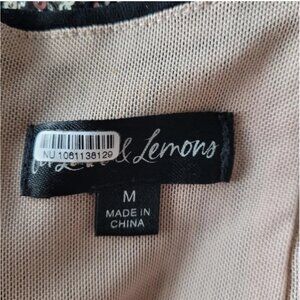 & Lemons
NU 1061138129
M
MADE IN
CHINA